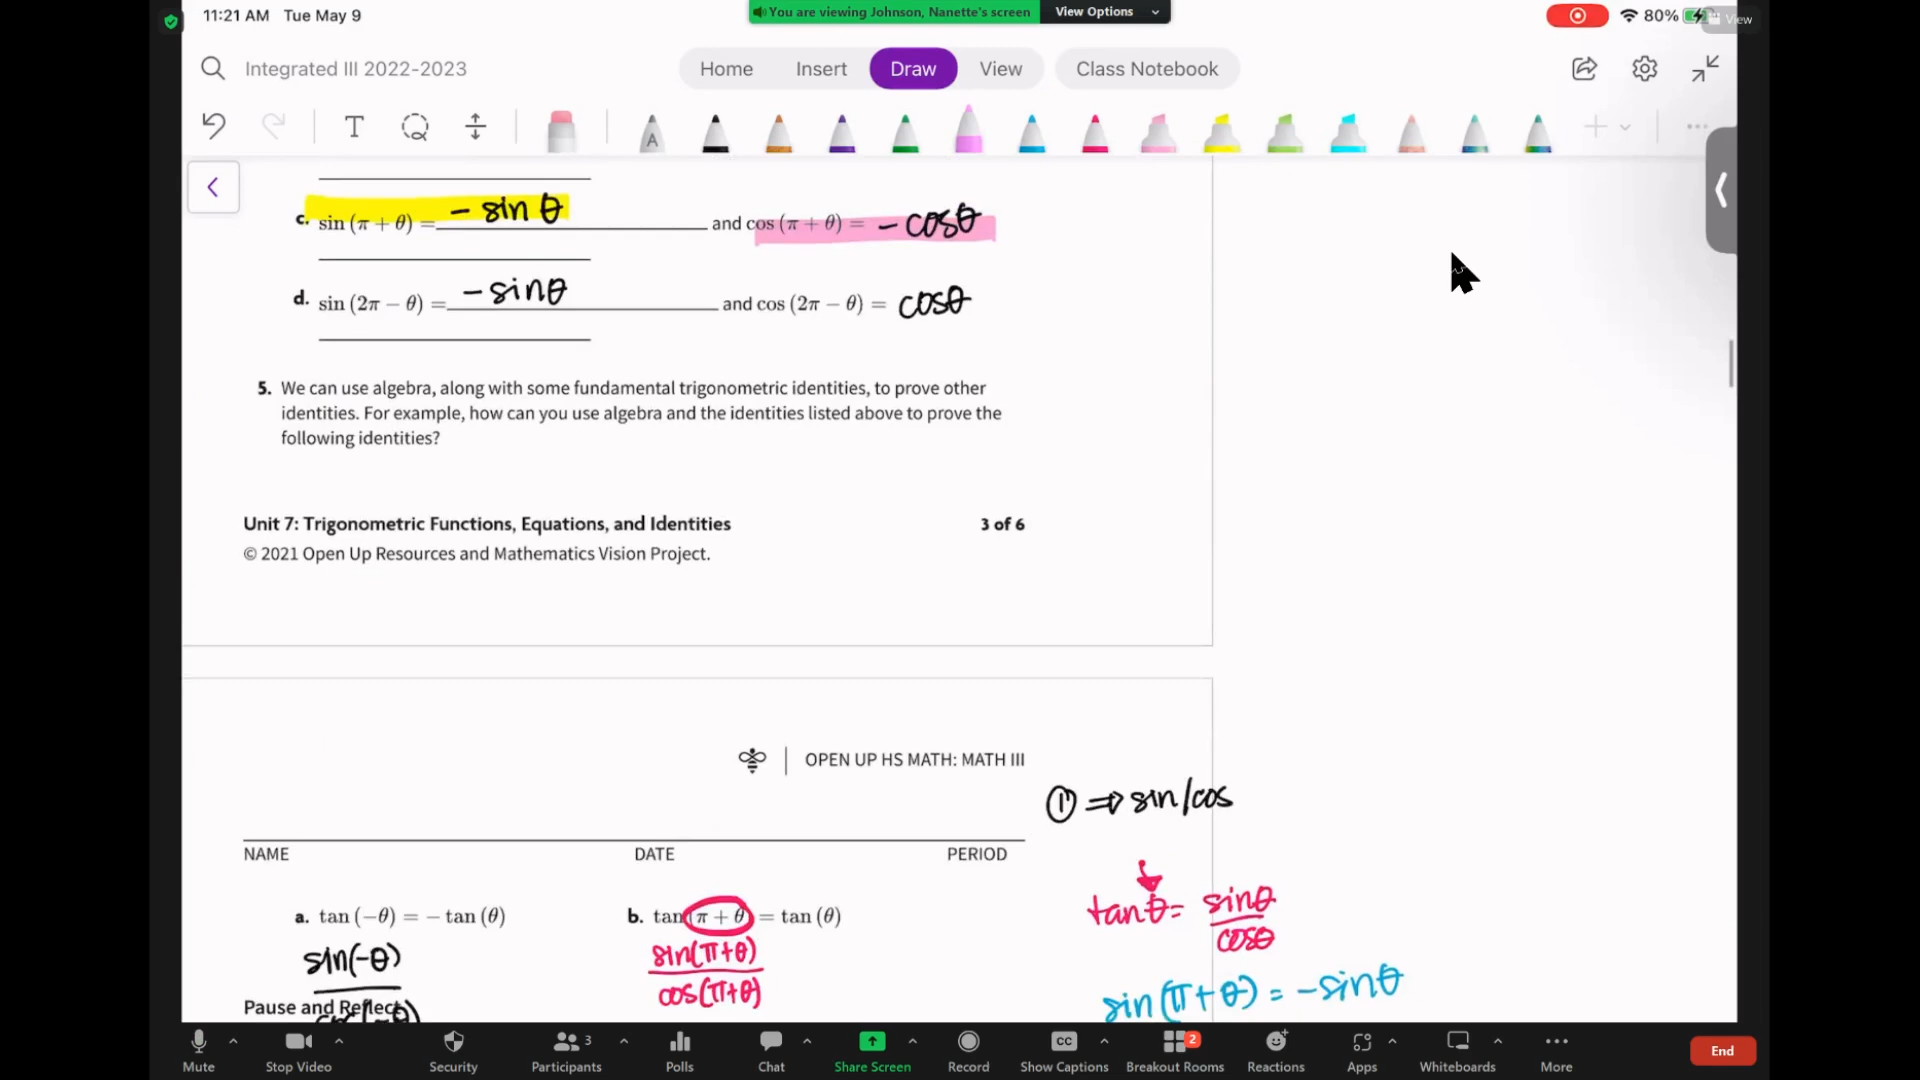 11:21 AM Tue May 9
You are viewing Johnson, Nanette's screen View Options
80% View
Integrated III 2022-2023
Home Insert Draw View Class Notebook
T A
c. sin (π + θ) = - sin θ and cos (π + θ) = - cosθ
d. sin (2π − θ) = - sinθ and cos (2π − θ) = cosθ
5. We can use algebra, along with some fundamental trigonometric identities, to prove other
identities. For example, how can you use algebra and the identities listed above to prove the
following identities?
Unit 7: Trigonometric Functions, Equations, and Identities 3 of 6
© 2021 Open Up Resources and Mathematics Vision Project.
OPEN UP HS MATH: MATH III
① ⇒ sin/cos
NAME DATE PERIOD
tanθ = sinθ
cosθ
a. tan (−θ) = − tan (θ) b. tan (π + θ) = tan (θ)
sin(-θ) sin(π+θ)
cos(π+θ)
sin(π+θ) = -sinθ
Pause and Reflect
cos(-θ)
Mute Stop Video Security Participants 3 Polls Chat Share Screen Record CC Show Captions Breakout Rooms 2 Reactions Apps Whiteboards More End